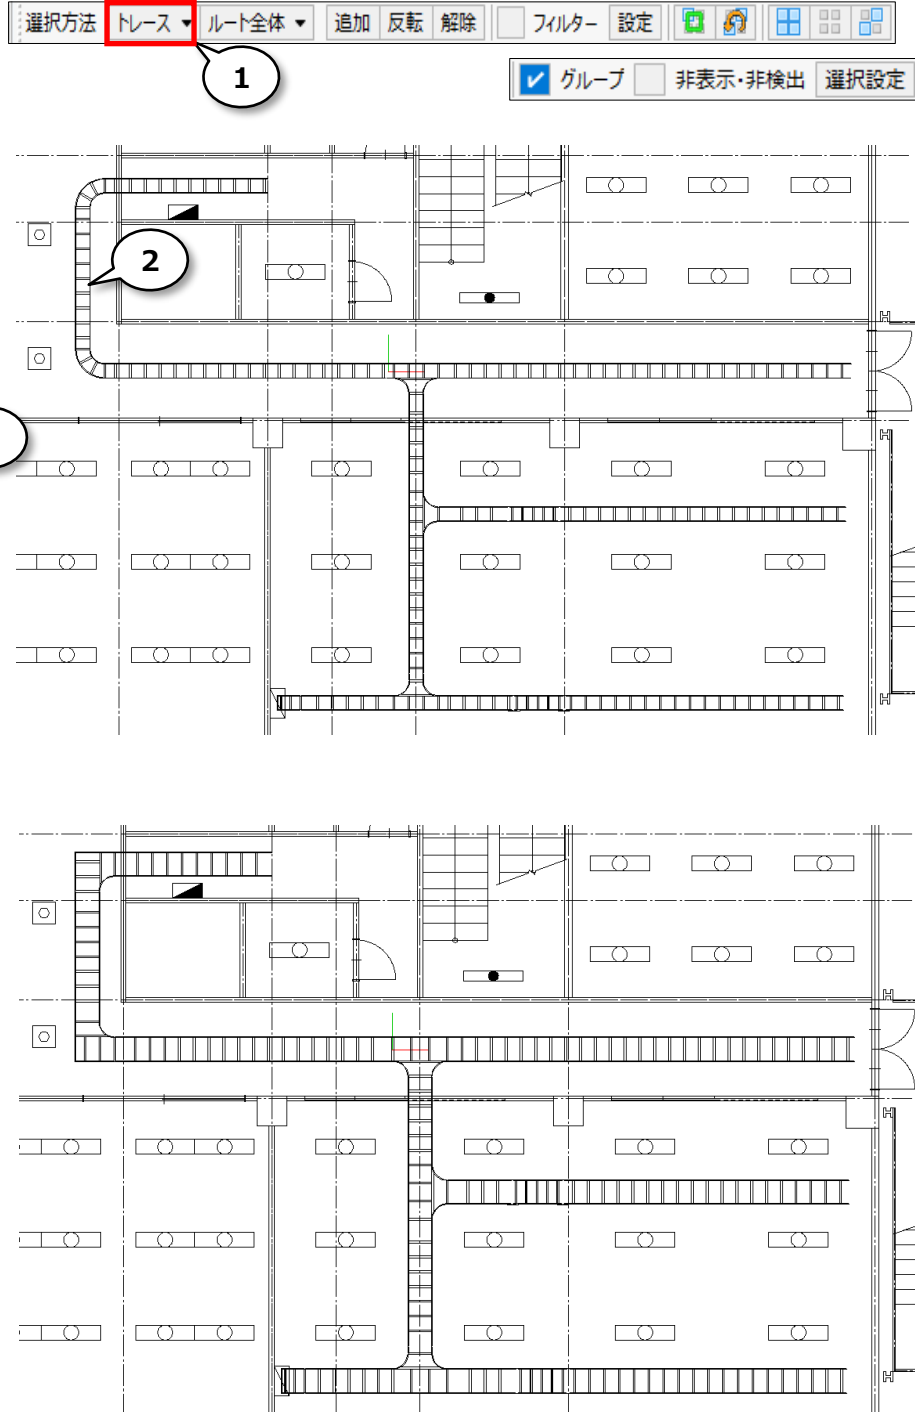 選択方法 トレース ▼ ルート全体 ▼ 追加 反転 解除 フィルター 設定
1
グループ 非表示・非検出 選択設定
2